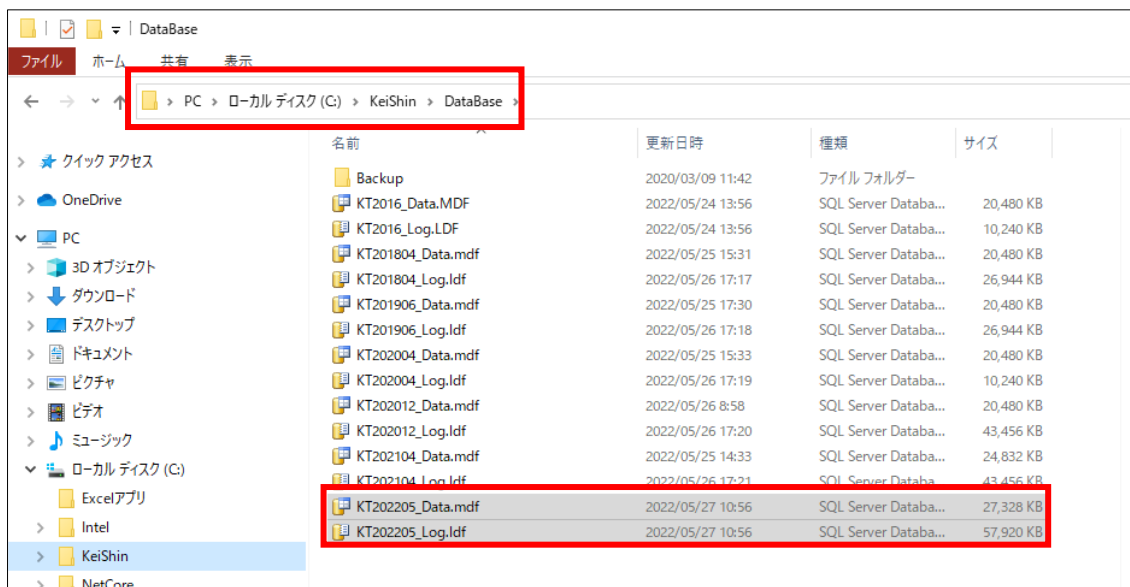 DataBase
ファイル ホーム 共有 表示
PC > ローカル ディスク (C:) > KeiShin > DataBase >
名前 更新日時 種類 サイズ
クイック アクセス
OneDrive
PC
3D オブジェクト
ダウンロード
デスクトップ
ドキュメント
ピクチャ
ビデオ
ミュージック
ローカル ディスク (C:)
Excelアプリ
Intel
KeiShin
NetCore
Backup 2020/03/09 11:42 ファイル フォルダー
KT2016_Data.MDF 2022/05/24 13:56 SQL Server Databa... 20,480 KB
KT2016_Log.LDF 2022/05/24 13:56 SQL Server Databa... 10,240 KB
KT201804_Data.mdf 2022/05/25 15:31 SQL Server Databa... 20,480 KB
KT201804_Log.ldf 2022/05/26 17:17 SQL Server Databa... 26,944 KB
KT201906_Data.mdf 2022/05/25 17:30 SQL Server Databa... 20,480 KB
KT201906_Log.ldf 2022/05/26 17:18 SQL Server Databa... 26,944 KB
KT202004_Data.mdf 2022/05/25 15:33 SQL Server Databa... 20,480 KB
KT202004_Log.ldf 2022/05/26 17:19 SQL Server Databa... 10,240 KB
KT202012_Data.mdf 2022/05/26 8:58 SQL Server Databa... 20,480 KB
KT202012_Log.ldf 2022/05/26 17:20 SQL Server Databa... 43,456 KB
KT202104_Data.mdf 2022/05/25 14:33 SQL Server Databa... 24,832 KB
KT202104_Log.ldf 2022/05/26 17:21 SQL Server Databa... 43,456 KB
KT202205_Data.mdf 2022/05/27 10:56 SQL Server Databa... 27,328 KB
KT202205_Log.ldf 2022/05/27 10:56 SQL Server Databa... 57,920 KB